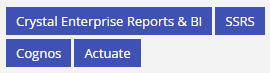 Crystal Enterprise Reports & BI SSRS
Cognos Actuate